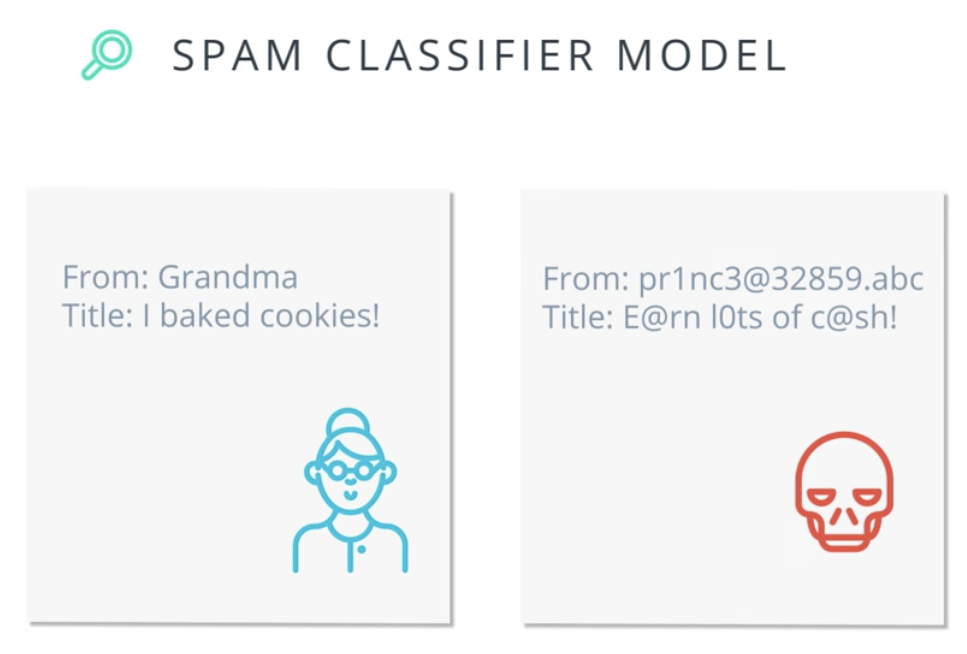 SPAM CLASSIFIER MODEL
From: Grandma
Title: I baked cookies!
From: pr1nc3@32859.abc
Title: E@rn l0ts of c@sh!